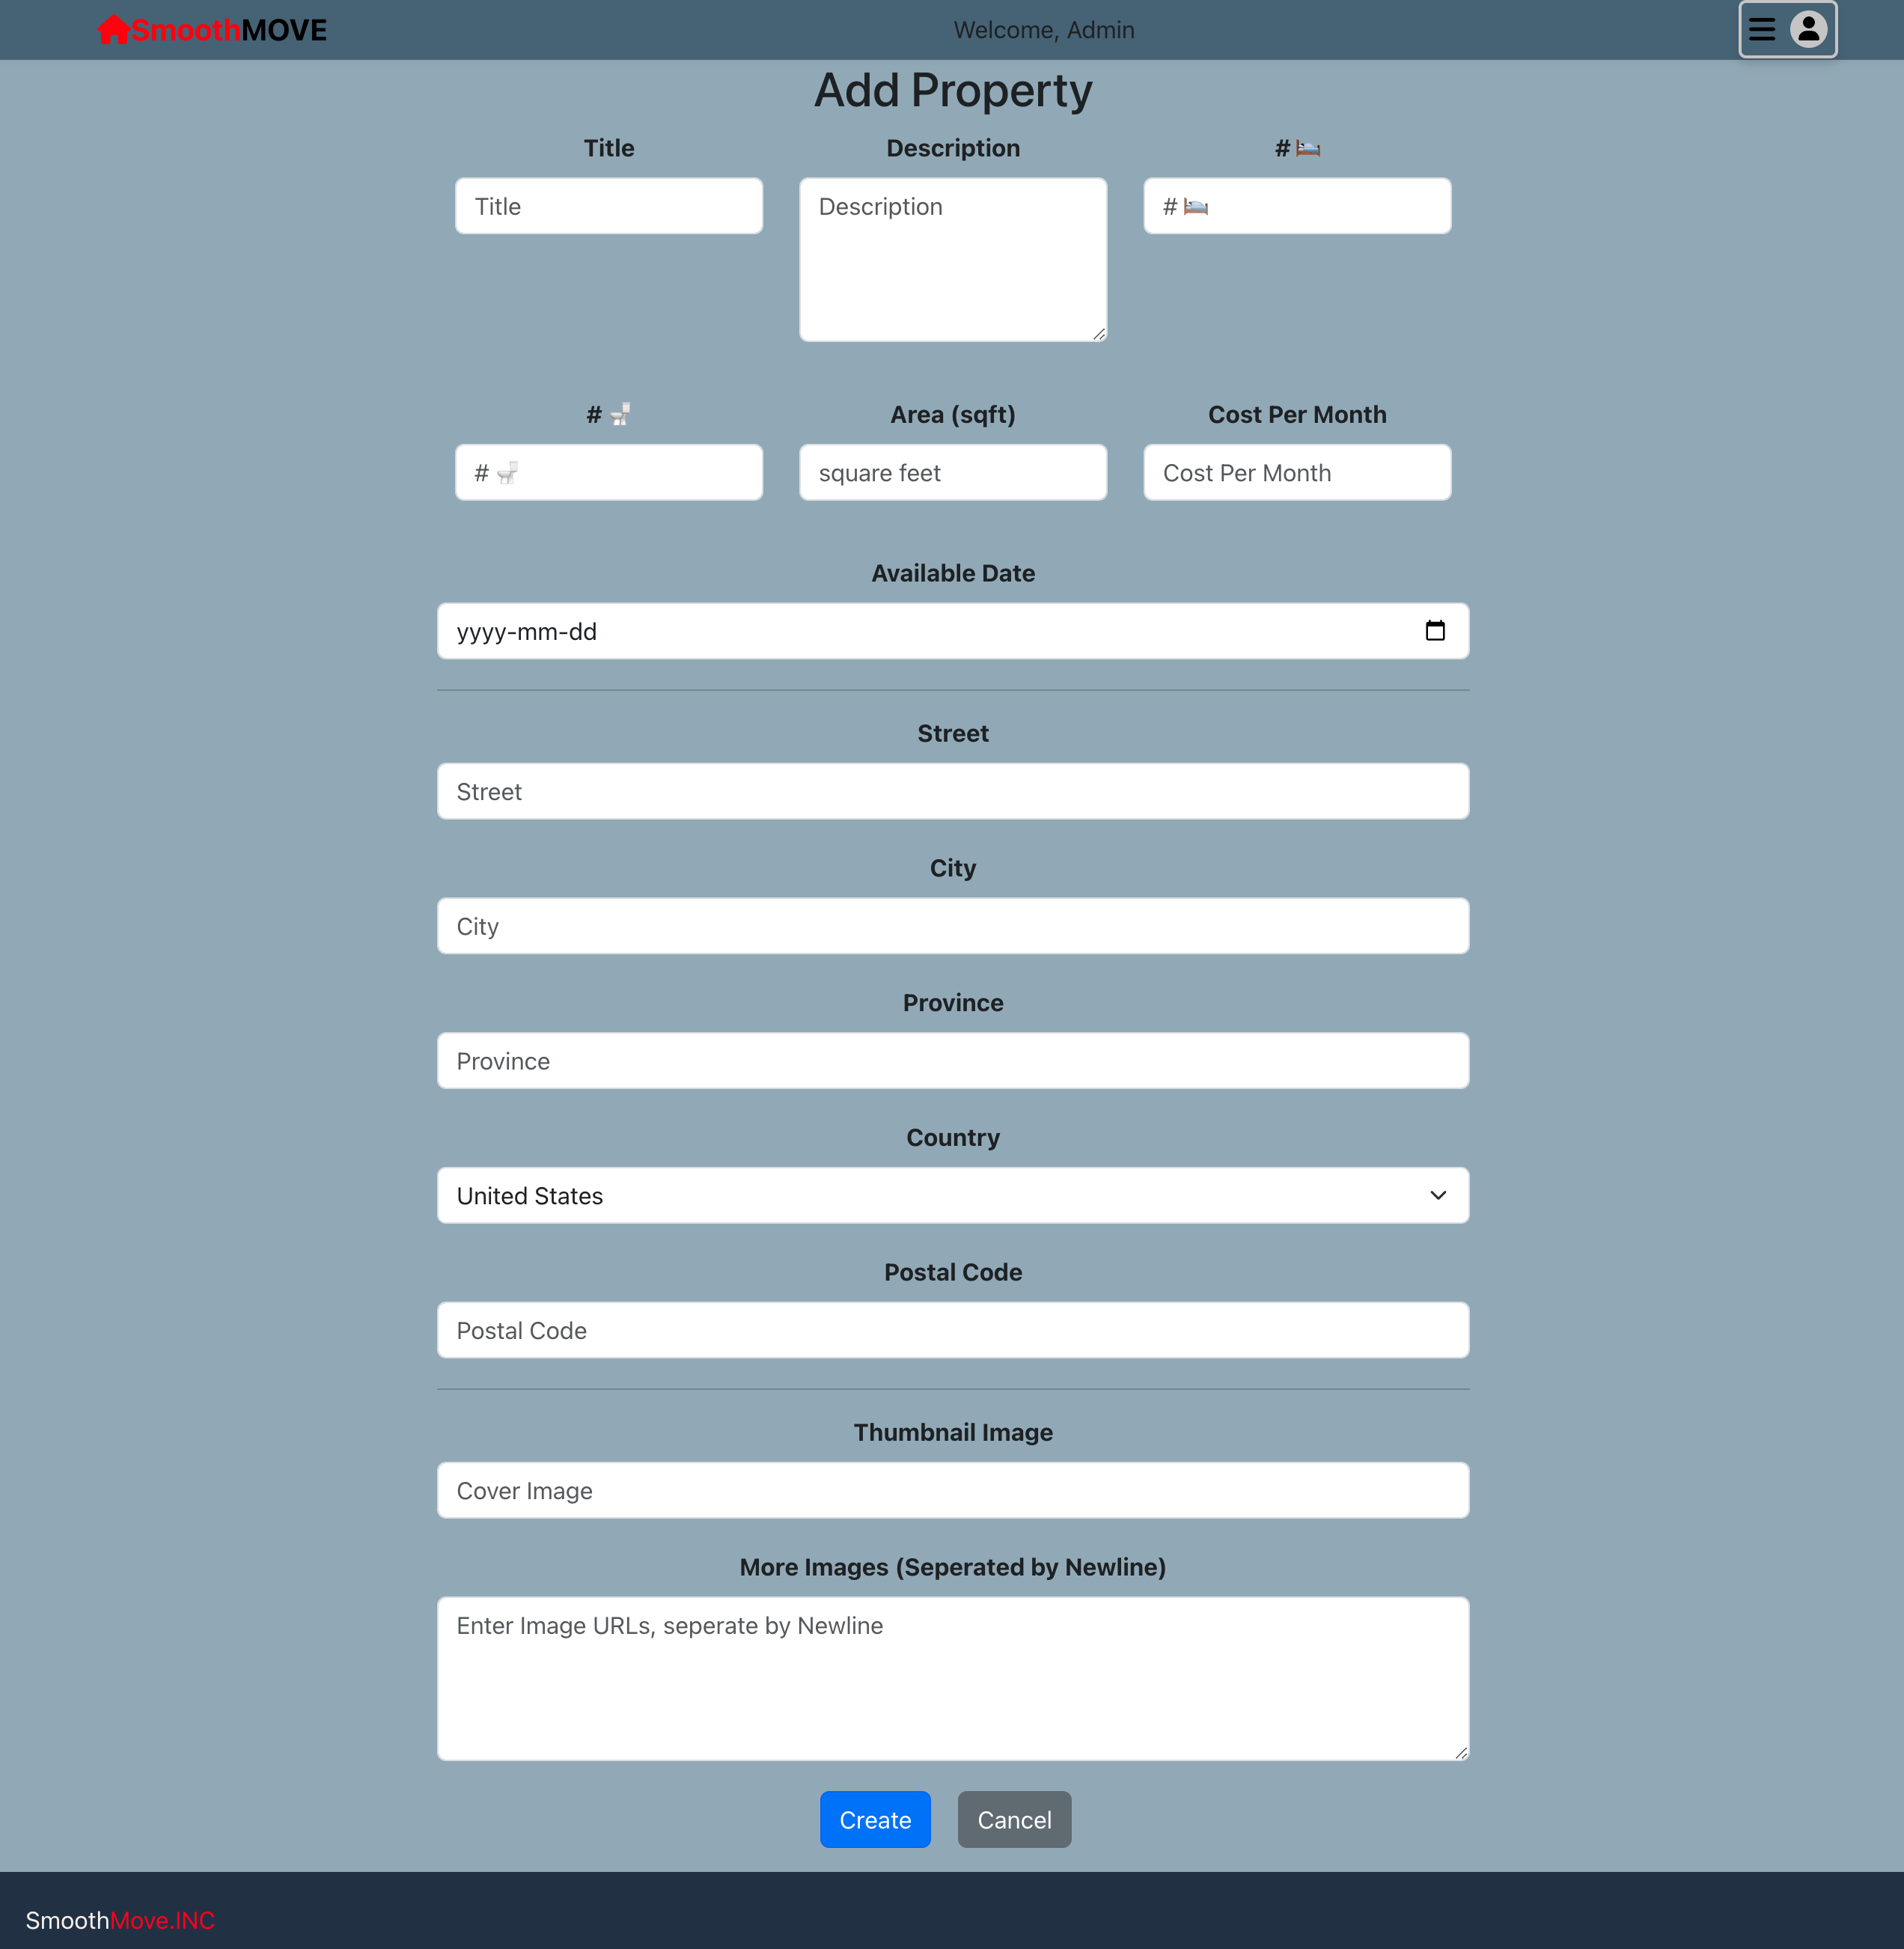 SmoothMOVE
Welcome, Admin
Add Property
Title
Description
# 🛏️
Title
Description
# 🛏️
# 🚽
Area (sqft)
Cost Per Month
# 🚽
square feet
Cost Per Month
Available Date
yyyy-mm-dd
Street
Street
City
City
Province
Province
Country
United States
Postal Code
Postal Code
Thumbnail Image
Cover Image
More Images (Seperated by Newline)
Enter Image URLs, seperate by Newline
Create
Cancel
SmoothMove.INC